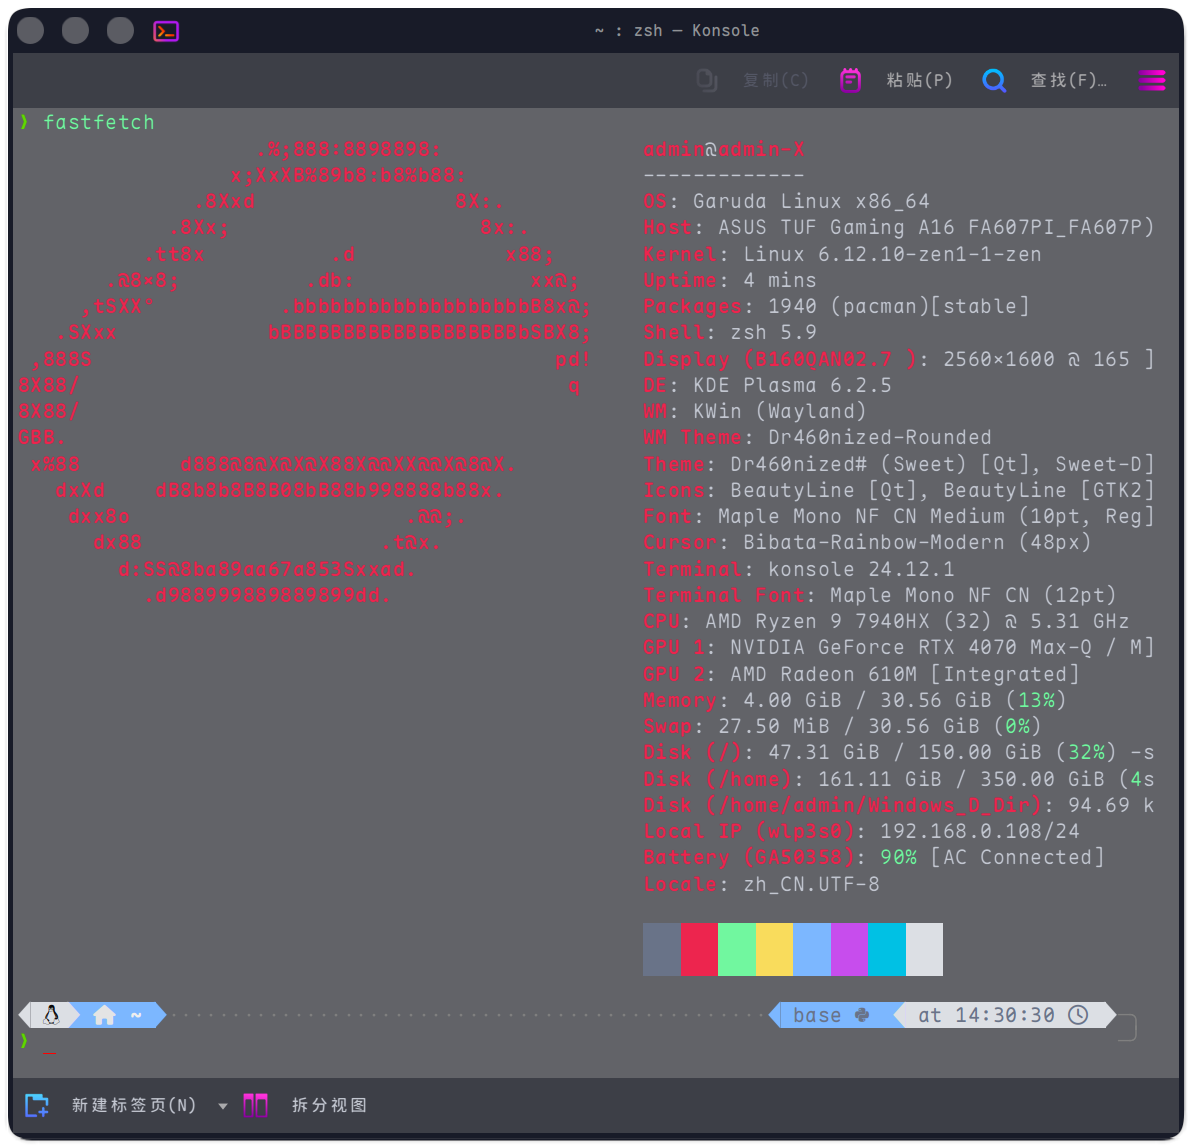 ~ : zsh — Konsole
复制(C) 粘贴(P) 查找(F)…
❯ fastfetch
.%;888:8898898: admin@admin-X
x;XxXB%89b8:b8%b88: -------------
.8Xxd 8X:. OS: Garuda Linux x86_64
.8Xx; 8x:. Host: ASUS TUF Gaming A16 FA607PI_FA607P)
.tt8x .d x88; Kernel: Linux 6.12.10-zen1-1-zen
.@8x8; .db: xx@; Uptime: 4 mins
,tSXX° .bbbbbbbbbbbbbbbbbbbB8x@; Packages: 1940 (pacman)[stable]
.SXxx bBBBBBBBBBBBBBBBBBBBbSBX8; Shell: zsh 5.9
,888S pd! Display (B160QAN02.7 ): 2560×1600 @ 165 ]
8X88/ q DE: KDE Plasma 6.2.5
8X88/ WM: KWin (Wayland)
GBB. WM Theme: Dr460nized-Rounded
x%88 d888@8@X@X@X88X@@XX@@X@8@X. Theme: Dr460nized# (Sweet) [Qt], Sweet-D]
dxXd dB8b8b8B8B08bB88b998888b88x. Icons: BeautyLine [Qt], BeautyLine [GTK2]
dxx8o .@@;. Font: Maple Mono NF CN Medium (10pt, Reg]
dx88 .t@x. Cursor: Bibata-Rainbow-Modern (48px)
d:SS@8ba89aa67a853Sxxad. Terminal: konsole 24.12.1
.d988999889889899dd. Terminal Font: Maple Mono NF CN (12pt)
CPU: AMD Ryzen 9 7940HX (32) @ 5.31 GHz
GPU 1: NVIDIA GeForce RTX 4070 Max-Q / M]
GPU 2: AMD Radeon 610M [Integrated]
Memory: 4.00 GiB / 30.56 GiB (13%)
Swap: 27.50 MiB / 30.56 GiB (0%)
Disk (/): 47.31 GiB / 150.00 GiB (32%) -s
Disk (/home): 161.11 GiB / 350.00 GiB (4s
Disk (/home/admin/Windows_D_Dir): 94.69 k
Local IP (wlp3s0): 192.168.0.108/24
Battery (GA50358): 90% [AC Connected]
Locale: zh_CN.UTF-8
~ base at 14:30:30
❯ _
新建标签页(N) 拆分视图